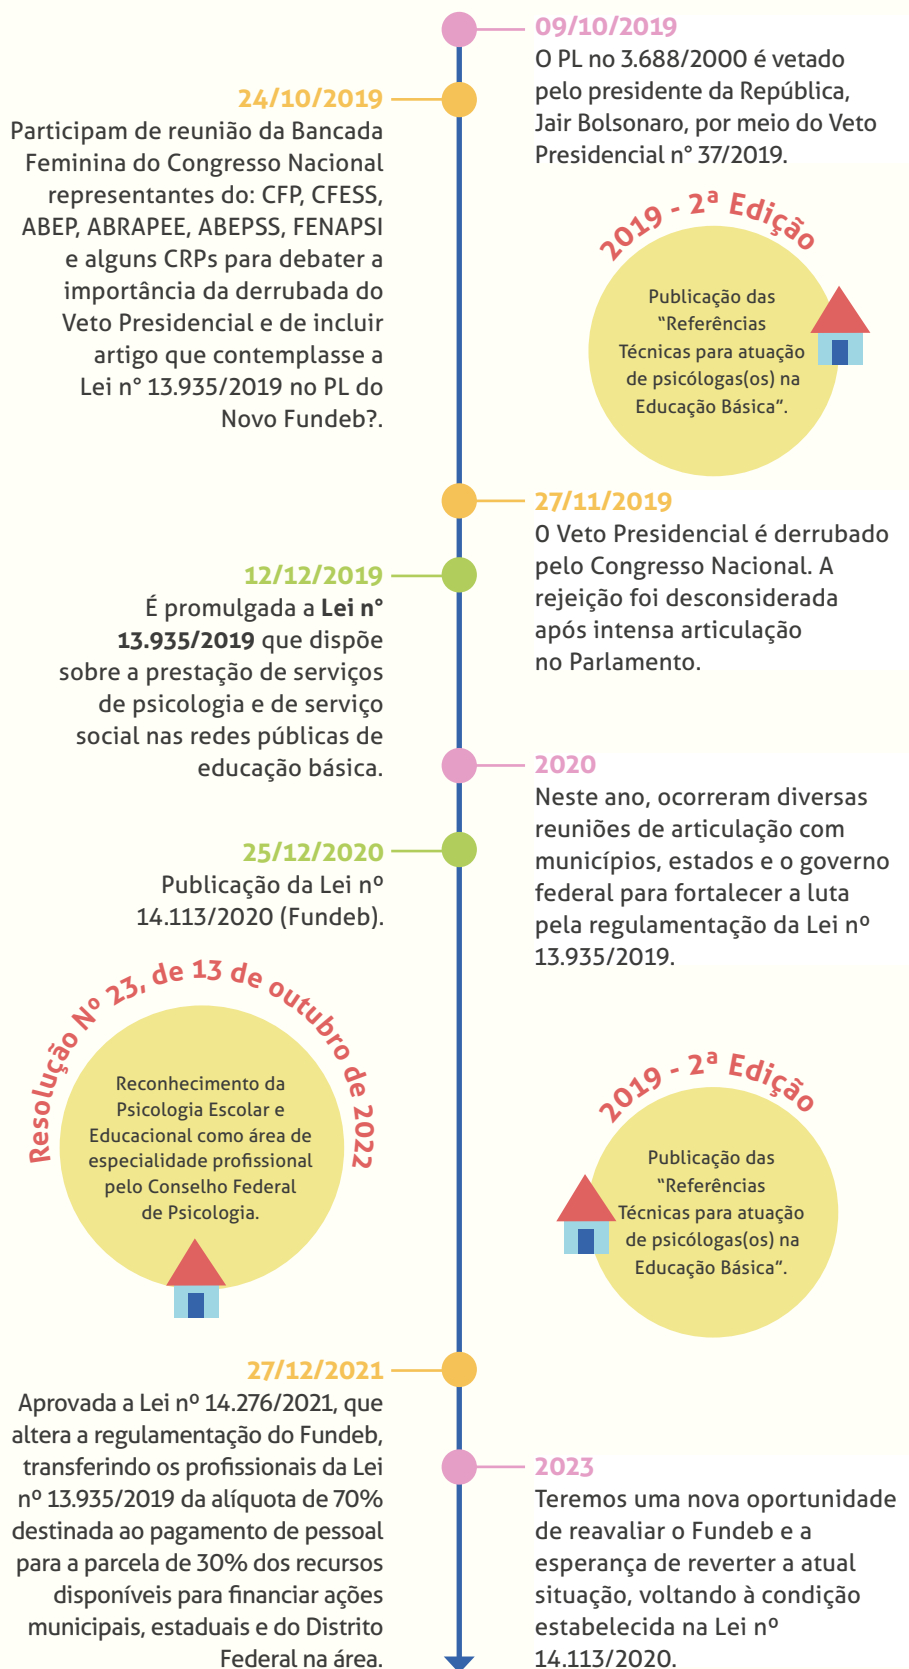 09/10/2019
O PL no 3.688/2000 é vetado
pelo presidente da República,
Jair Bolsonaro, por meio do Veto
Presidencial n° 37/2019.
24/10/2019
Participam de reunião da Bancada
Feminina do Congresso Nacional
representantes do: CFP, CFESS,
ABEP, ABRAPEE, ABEPSS, FENAPSI
e alguns CRPs para debater a
importância da derrubada do
Veto Presidencial e de incluir
artigo que contemplasse a
Lei n° 13.935/2019 no PL do
Novo Fundeb?.
2019 - 2ª Edição
Publicação das
“Referências
Técnicas para atuação
de psicólogas(os) na
Educação Básica”.
27/11/2019
O Veto Presidencial é derrubado
pelo Congresso Nacional. A
rejeição foi desconsiderada
após intensa articulação
no Parlamento.
12/12/2019
É promulgada a Lei n°
13.935/2019 que dispõe
sobre a prestação de serviços
de psicologia e de serviço
social nas redes públicas de
educação básica.
2020
Neste ano, ocorreram diversas
reuniões de articulação com
municípios, estados e o governo
federal para fortalecer a luta
pela regulamentação da Lei nº
13.935/2019.
25/12/2020
Publicação da Lei nº
14.113/2020 (Fundeb).
Resolução Nº 23, de 13 de outubro de 2022
Reconhecimento da
Psicologia Escolar e
Educacional como área de
especialidade profissional
pelo Conselho Federal
de Psicologia.
2019 - 2ª Edição
Publicação das
“Referências
Técnicas para atuação
de psicólogas(os) na
Educação Básica”.
27/12/2021
Aprovada a Lei nº 14.276/2021, que
altera a regulamentação do Fundeb,
transferindo os profissionais da Lei
nº 13.935/2019 da alíquota de 70%
destinada ao pagamento de pessoal
para a parcela de 30% dos recursos
disponíveis para financiar ações
municipais, estaduais e do Distrito
Federal na área.
2023
Teremos uma nova oportunidade
de reavaliar o Fundeb e a
esperança de reverter a atual
situação, voltando à condição
estabelecida na Lei nº
14.113/2020.